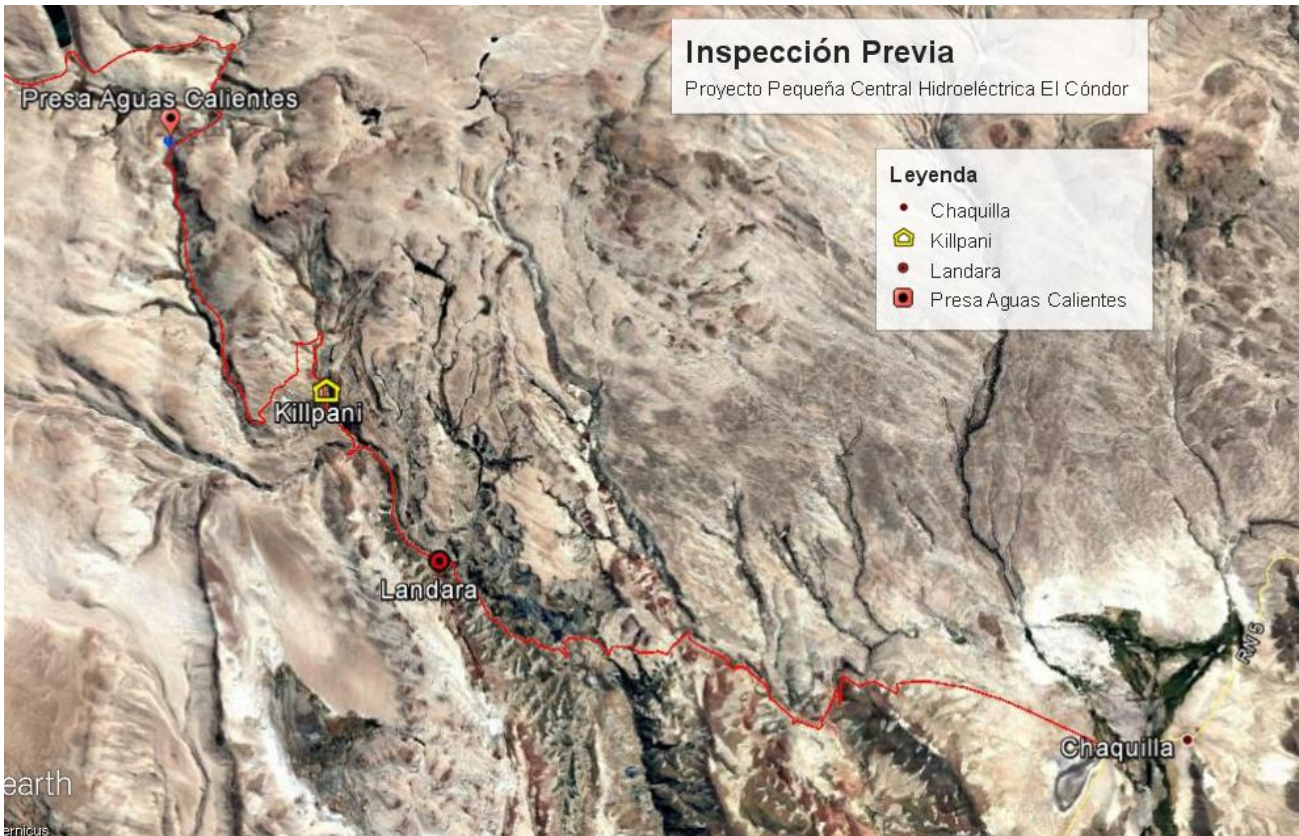 Inspección Previa
Proyecto Pequeña Central Hidroeléctrica El Cóndor
Presa Aguas Calientes
Leyenda
Chaquilla
Killpani
Landara
Presa Aguas Calientes
Killpani
Landara
RN 5
Chaquilla
earth
ernicus